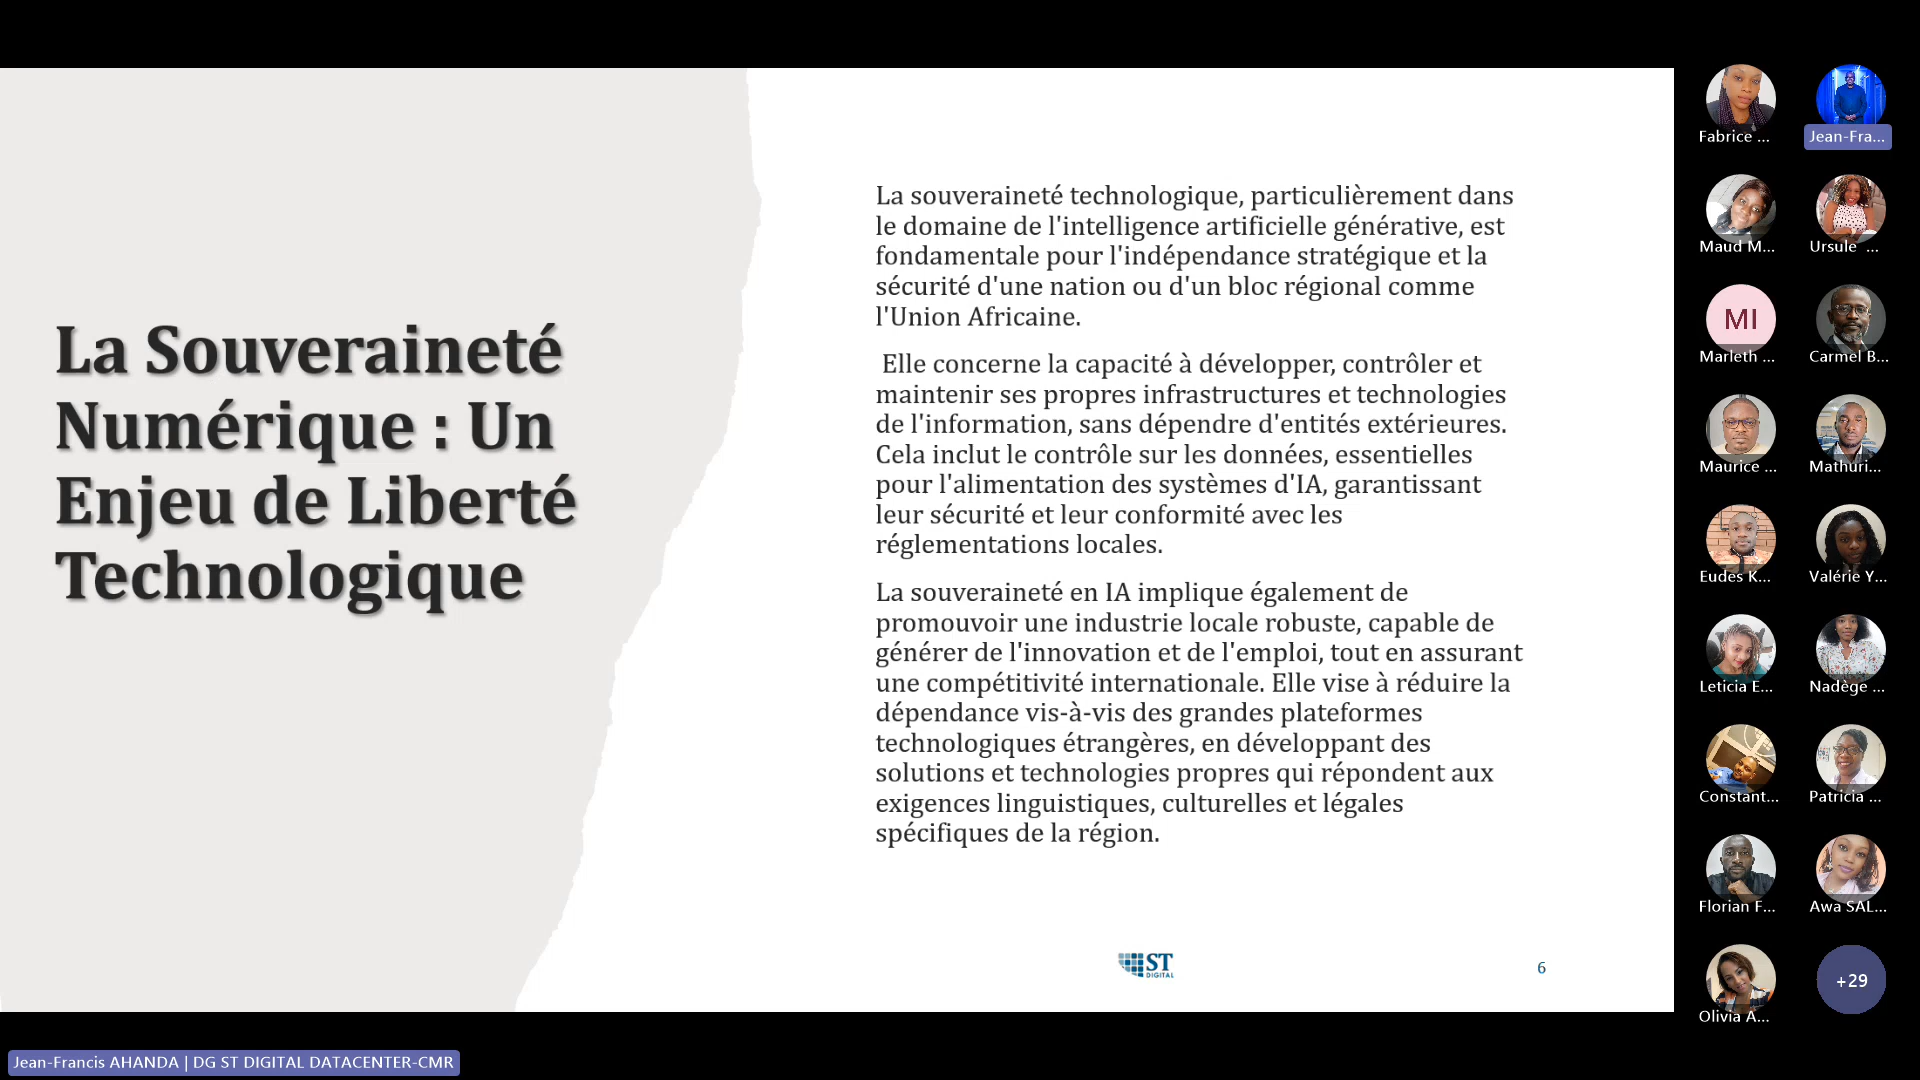 La Souveraineté
Numérique : Un
Enjeu de Liberté
Technologique
La souveraineté technologique, particulièrement dans
le domaine de l'intelligence artificielle générative, est
fondamentale pour l'indépendance stratégique et la
sécurité d'une nation ou d'un bloc régional comme
l'Union Africaine.
Elle concerne la capacité à développer, contrôler et
maintenir ses propres infrastructures et technologies
de l'information, sans dépendre d'entités extérieures.
Cela inclut le contrôle sur les données, essentielles
pour l'alimentation des systèmes d'IA, garantissant
leur sécurité et leur conformité avec les
réglementations locales.
La souveraineté en IA implique également de
promouvoir une industrie locale robuste, capable de
générer de l'innovation et de l'emploi, tout en assurant
une compétitivité internationale. Elle vise à réduire la
dépendance vis-à-vis des grandes plateformes
technologiques étrangères, en développant des
solutions et technologies propres qui répondent aux
exigences linguistiques, culturelles et légales
spécifiques de la région.
ST
DIGITAL
6
Fabrice ...
Jean-Fra...
Maud M...
Ursule ...
MI
Marleth ...
Carmel B...
Maurice ...
Mathuri...
Eudes K...
Valérie Y...
Leticia E...
Nadège ...
Constant...
Patricia ...
Florian F...
Awa SAL...
Olivia A...
+29
Jean-Francis AHANDA | DG ST DIGITAL DATACENTER-CMR